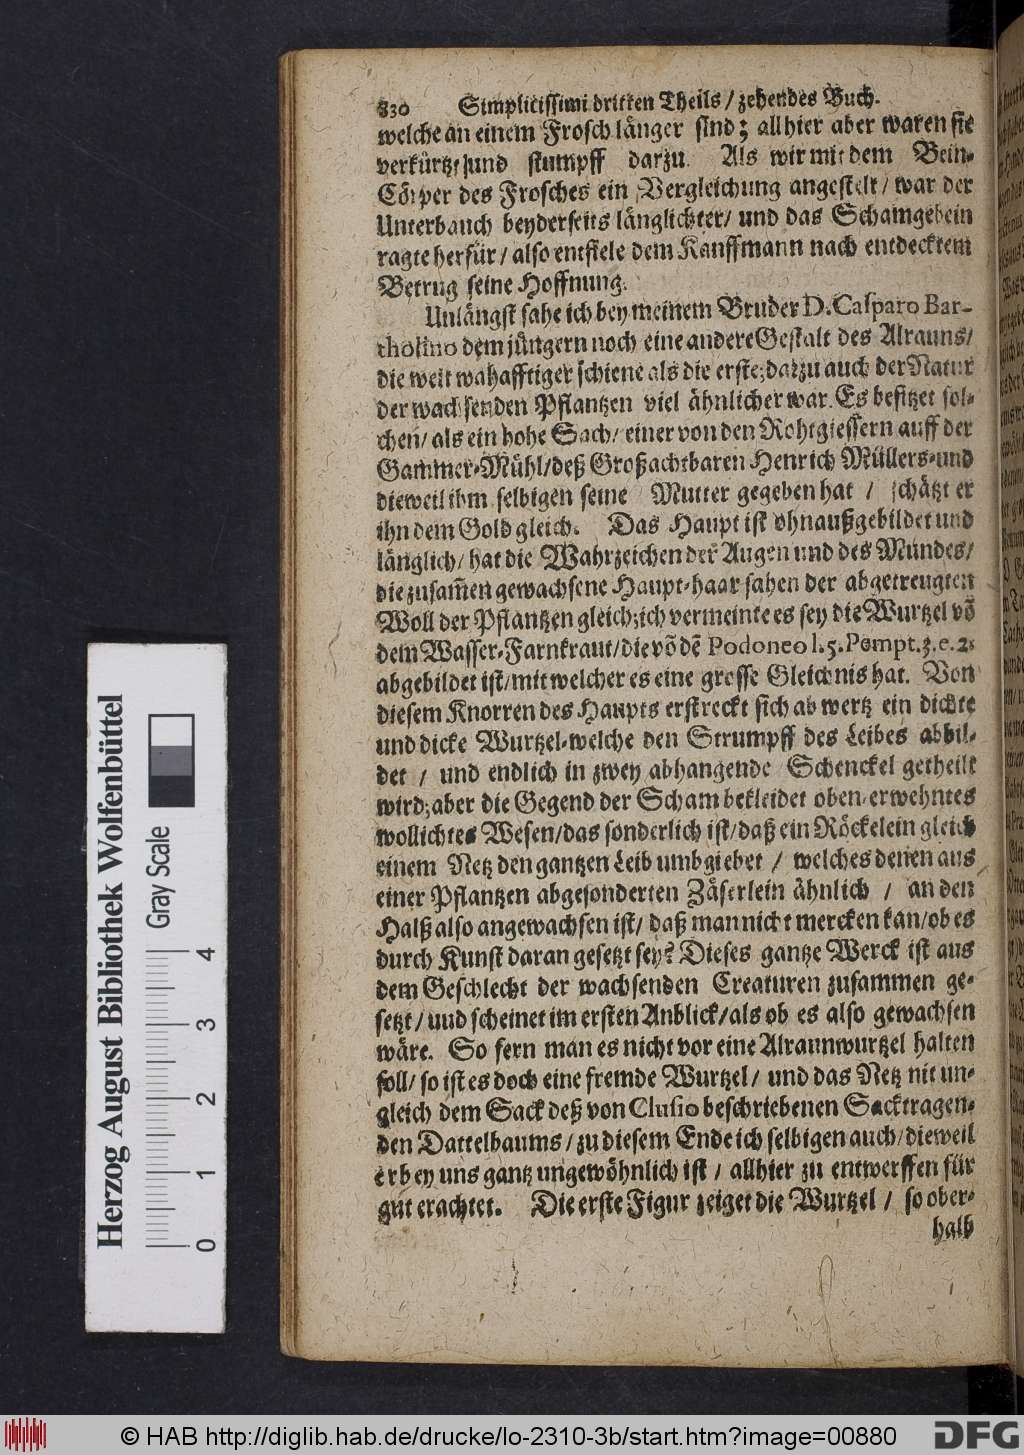 830 Simplicissimi dritten Theils / zehendes Buch.
welche an einem Frosch länger sind; allhier aber waren sie
verkürtzt / und stumpff darzu. Als wir mit dem Bein-
Cörper des Frosches ein Vergleichung angestelt / war der
Unterbauch beyderseits länglichter / und das Schamgebein
ragte herfür / also entfiele dem Kauffmann nach entdecktem
Betrug seine Hoffnung.
Unlängst sahe ich bey meinem Bruder D. Casparo Bar-
tholino dem jüngern noch eine andere Gestalt des Alrauns /
die weit wahafftiger schiene als die erste; darzu auch der Natur
der wachsenden Pflantzen viel ähnlicher war. Es besitzet sol-
chen / als ein hohe Sach / einer von den Rohtgiessern auff der
Gammer-Mühl / deß Großachtbaren Henrich Müllers-und
dieweil ihm selbigen seine Mutter gegeben hat / schätzt er
ihn dem Gold gleich. Das Haupt ist ohnaußgebildet und
länglich / hat die Wahrzeichen der Augen und des Mundes /
die zusam̃en gewachsene Haupt-haar sahen der abgetreugten
Woll der Pflantzen gleich; ich vermeinte es sey die Wurtzel võ
dem Wasser-Farnkraut / die võ dẽ Podoneo l. 5. Pempt. 3. e. 2.
abgebildet ist / mit welcher es eine grosse Gleichnis hat. Von
diesem Knorren des Haupts erstreckt sich ab wertz ein dichte
und dicke Wurtzel-welche den Strumpff des Leibes abbil-
det / und endlich in zwey abhangende Schenckel getheilt
wird; aber die Gegend der Scham bekleidet oben-erwehntes
wollichtes Wesen / das sonderlich ist / daß ein Röckelein gleich
einem Netz den gantzen Leib umbgiebet / welches denen aus
einer Pflantzen abgesonderten Zäserlein ähnlich / an den
Halß also angewachsen ist / daß man nicht mercken kan / ob es
durch Kunst daran gesetzt sey? Dieses gantze Werck ist aus
dem Geschlecht der wachsenden Creaturen zusammen ge-
setzt / uud scheinet im ersten Anblick / als ob es also gewachsen
wäre. So fern man es nicht vor eine Alraunwurtzel halten
soll / so ist es doch eine fremde Wurtzel / und das Netz nit un-
gleich dem Sack deß von Clusio beschriebenen Sacktragen-
den Dattelbaums / zu diesem Ende ich selbigen auch / dieweil
er bey uns gantz ungewöhnlich ist / allhier zu entwerffen für
gut erachtet. Die erste Figur zeiget die Wurtzel / so ober-
halb
Herzog August Bibliothek Wolfenbüttel
Gray Scale
0 1 2 3 4
© HAB http://diglib.hab.de/drucke/lo-2310-3b/start.htm?image=00880
DFG